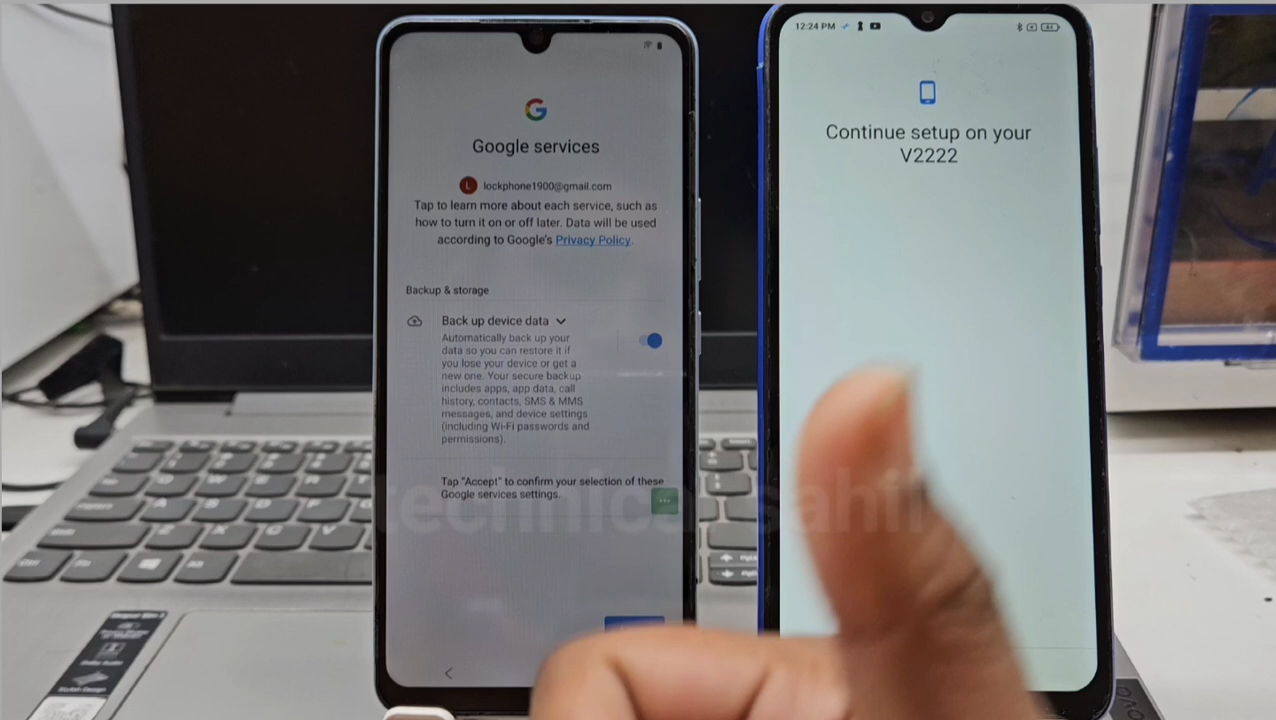 Google services
L lockphone1900@gmail.com
Tap to learn more about each service, such as
how to turn it on or off later. Data will be used
according to Google's Privacy Policy.
Backup & storage
Back up device data
Automatically back up your
data so you can restore it if
you lose your device or get a
new one. Your secure backup
includes apps, app data, call
history, contacts, SMS & MMS
messages, and device settings
(including Wi-Fi passwords and
permissions).
Tap "Accept" to confirm your selection of these
Google services settings.
12:24 PM
Continue setup on your
V2222
technical sahil